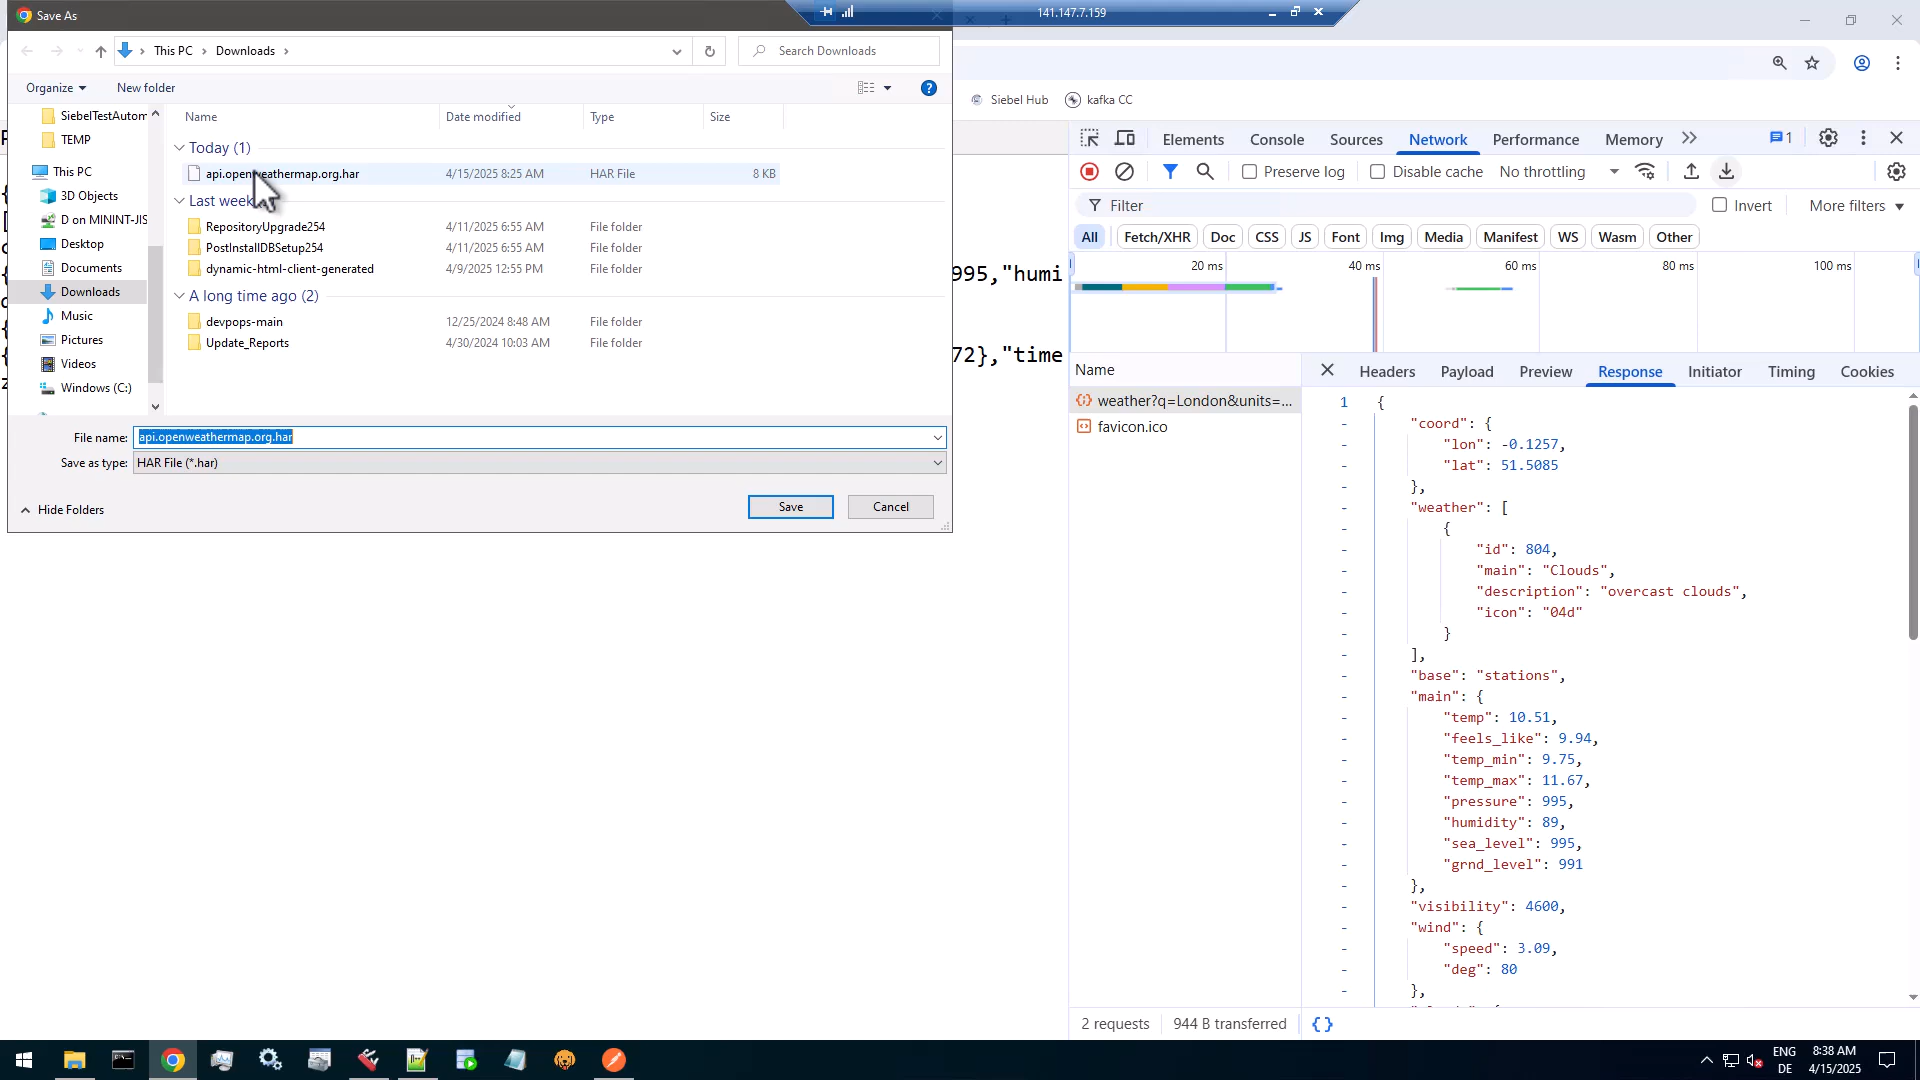 Save As
141.147.7.159
This PC
Downloads
Search Downloads
Organize
New folder
SiebelTestAutom
TEMP
This PC
3D Objects
D on MININT-JIS
Desktop
Documents
Downloads
Music
Pictures
Videos
Windows (C:)
Name Date modified Type Size
Today (1)
api.openweathermap.org.har 4/15/2025 8:25 AM HAR File 8 KB
Last week
RepositoryUpgrade254 4/11/2025 6:55 AM File folder
PostInstallDBSetup254 4/11/2025 6:55 AM File folder
dynamic-html-client-generated 4/9/2025 12:55 PM File folder
A long time ago (2)
devpops-main 12/25/2024 8:48 AM File folder
Update_Reports 4/30/2024 10:03 AM File folder
File name: api.openweathermap.org.har
Save as type: HAR File (*.har)
Hide Folders
Save
Cancel
995,"humi
72},"time
Siebel Hub
kafka CC
Elements Console Sources Network Performance Memory 1
Preserve log Disable cache No throttling
Filter Invert More filters
All Fetch/XHR Doc CSS JS Font Img Media Manifest WS Wasm Other
20 ms 40 ms 60 ms 80 ms 100 ms
Name
weather?q=London&units=...
favicon.ico
Headers Payload Preview Response Initiator Timing Cookies
1 {
- "coord": {
- "lon": -0.1257,
- "lat": 51.5085
- },
- "weather": [
- {
- "id": 804,
- "main": "Clouds",
- "description": "overcast clouds",
- "icon": "04d"
- }
- ],
- "base": "stations",
- "main": {
- "temp": 10.51,
- "feels_like": 9.94,
- "temp_min": 9.75,
- "temp_max": 11.67,
- "pressure": 995,
- "humidity": 89,
- "sea_level": 995,
- "grnd_level": 991
- },
- "visibility": 4600,
- "wind": {
- "speed": 3.09,
- "deg": 80
- },
2 requests 944 B transferred { }
ENG
DE
8:38 AM
4/15/2025